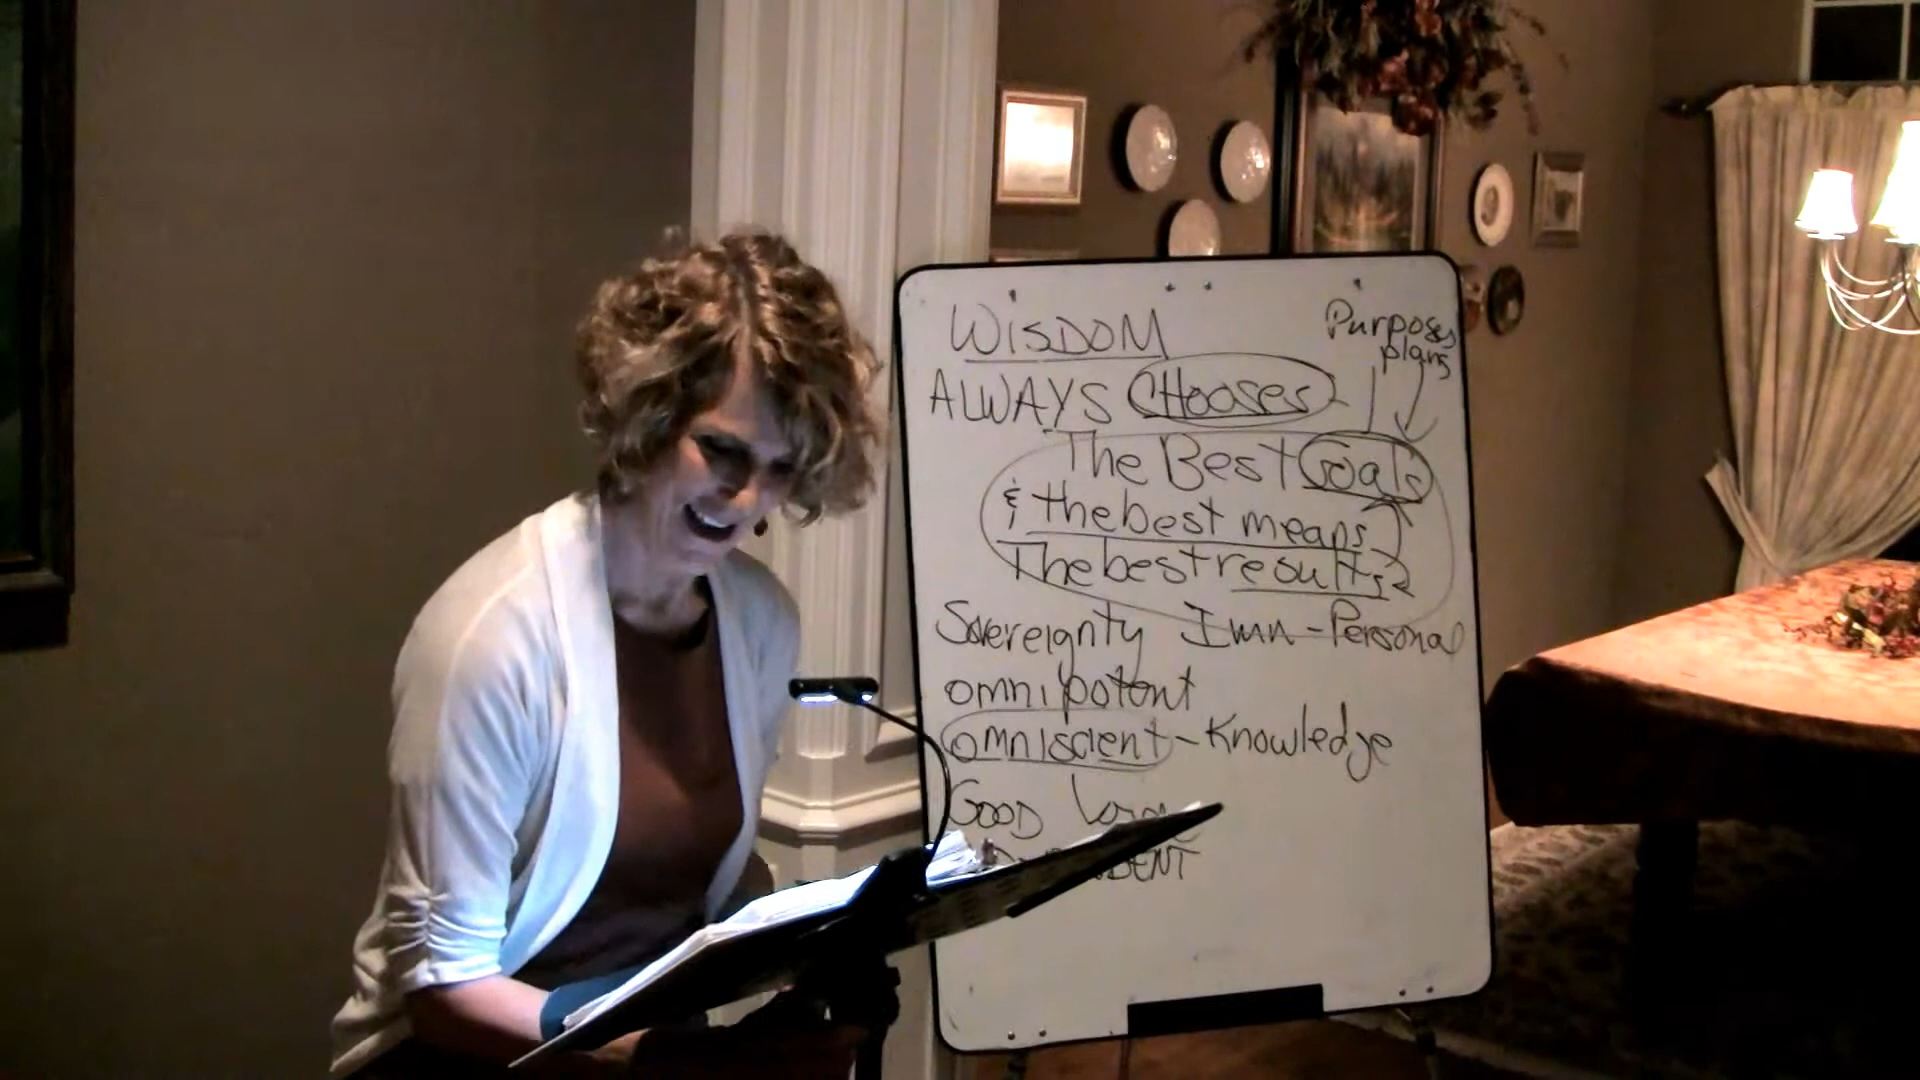 WISDOM
Purposes
plans
ALWAYS CHOOSES
The Best Goals
& the best means
The best results
Sovereignty Imm - Personal
omnipotent
omniscient - Knowledge
GOOD